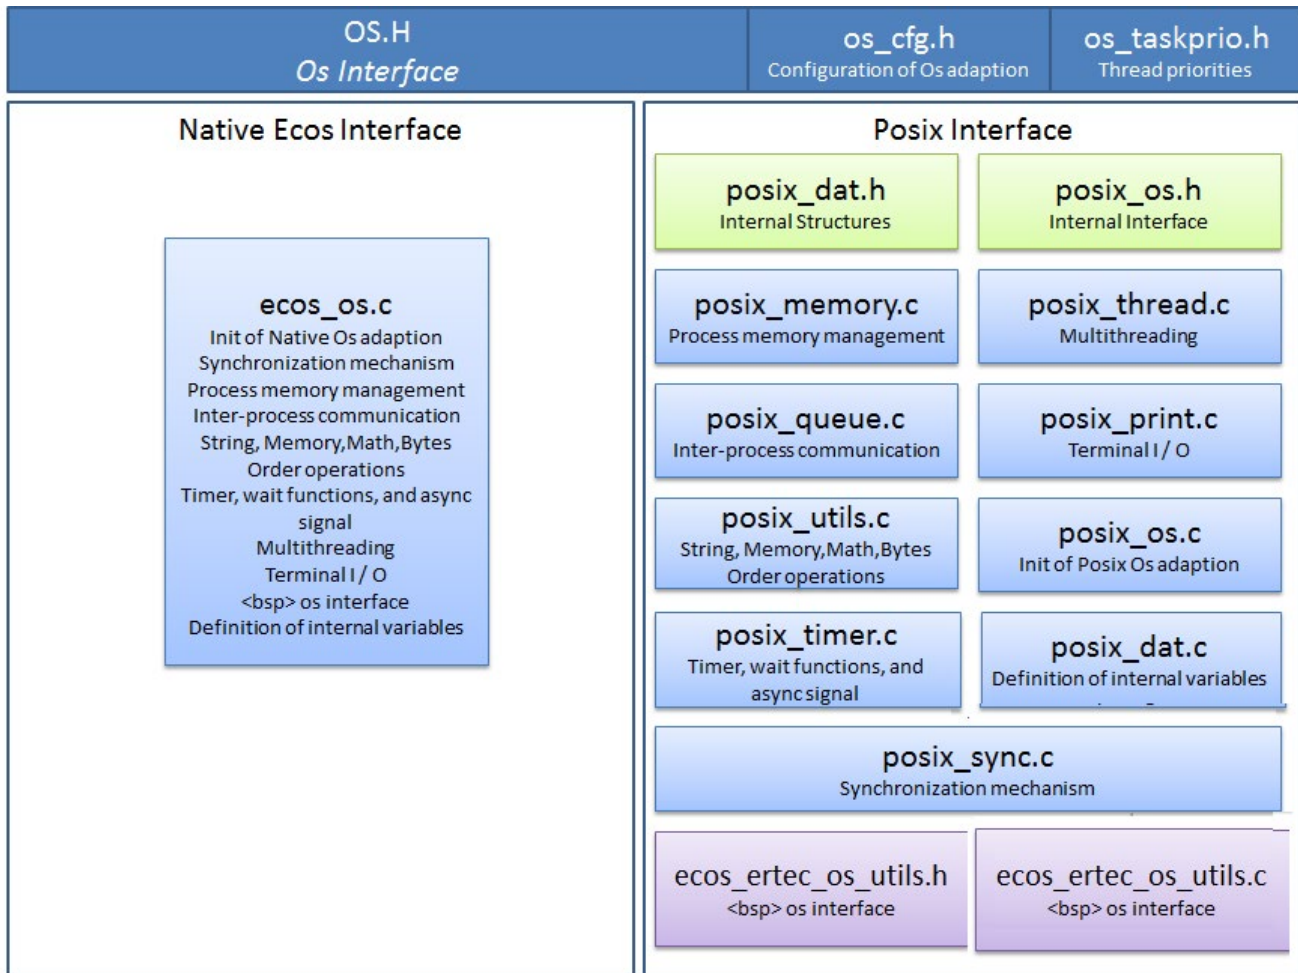 OS.H
Os Interface
os_cfg.h
Configuration of Os adaption
os_taskprio.h
Thread priorities
Native Ecos Interface
ecos_os.c
Init of Native Os adaption
Synchronization mechanism
Process memory management
Inter-process communication
String, Memory,Math,Bytes
Order operations
Timer, wait functions, and async
signal
Multithreading
Terminal I / O
<bsp> os interface
Definition of internal variables
Posix Interface
posix_dat.h
Internal Structures
posix_os.h
Internal Interface
posix_memory.c
Process memory management
posix_thread.c
Multithreading
posix_queue.c
Inter-process communication
posix_print.c
Terminal I / O
posix_utils.c
String, Memory,Math,Bytes
Order operations
posix_os.c
Init of Posix Os adaption
posix_timer.c
Timer, wait functions, and
async signal
posix_dat.c
Definition of internal variables
posix_sync.c
Synchronization mechanism
ecos_ertec_os_utils.h
<bsp> os interface
ecos_ertec_os_utils.c
<bsp> os interface